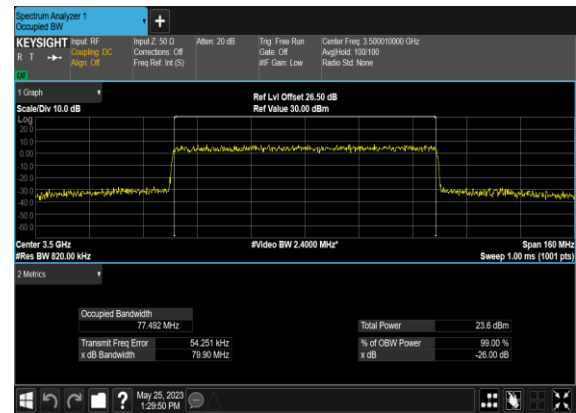 Spectrum Analyzer 1
Occupied BW
+
KEYSIGHT Input: RF Input Z: 50 Ω Atten: 20 dB Trig: Free Run Center Freq: 3.500010000 GHz
R T Coupling: DC Corrections: Off Gate: Off Avg|Hold: 100/100
Align: Off Freq Ref: Int (S) #IF Gain: Low Radio Std: None
1 Graph
Scale/Div 10.0 dB Ref Lvl Offset 26.50 dB
Ref Value 30.00 dBm
Log
20.0
10.0
0.00
-10.0
-20.0
-30.0
-40.0
-50.0
-60.0
Center 3.5 GHz #Video BW 2.4000 MHz* Span 160 MHz
#Res BW 820.00 kHz Sweep 1.00 ms (1001 pts)
2 Metrics
Occupied Bandwidth
77.492 MHz Total Power 23.6 dBm
Transmit Freq Error 54.251 kHz % of OBW Power 99.00 %
x dB Bandwidth 79.90 MHz x dB -26.00 dB
? May 25, 2023
1:29:50 PM